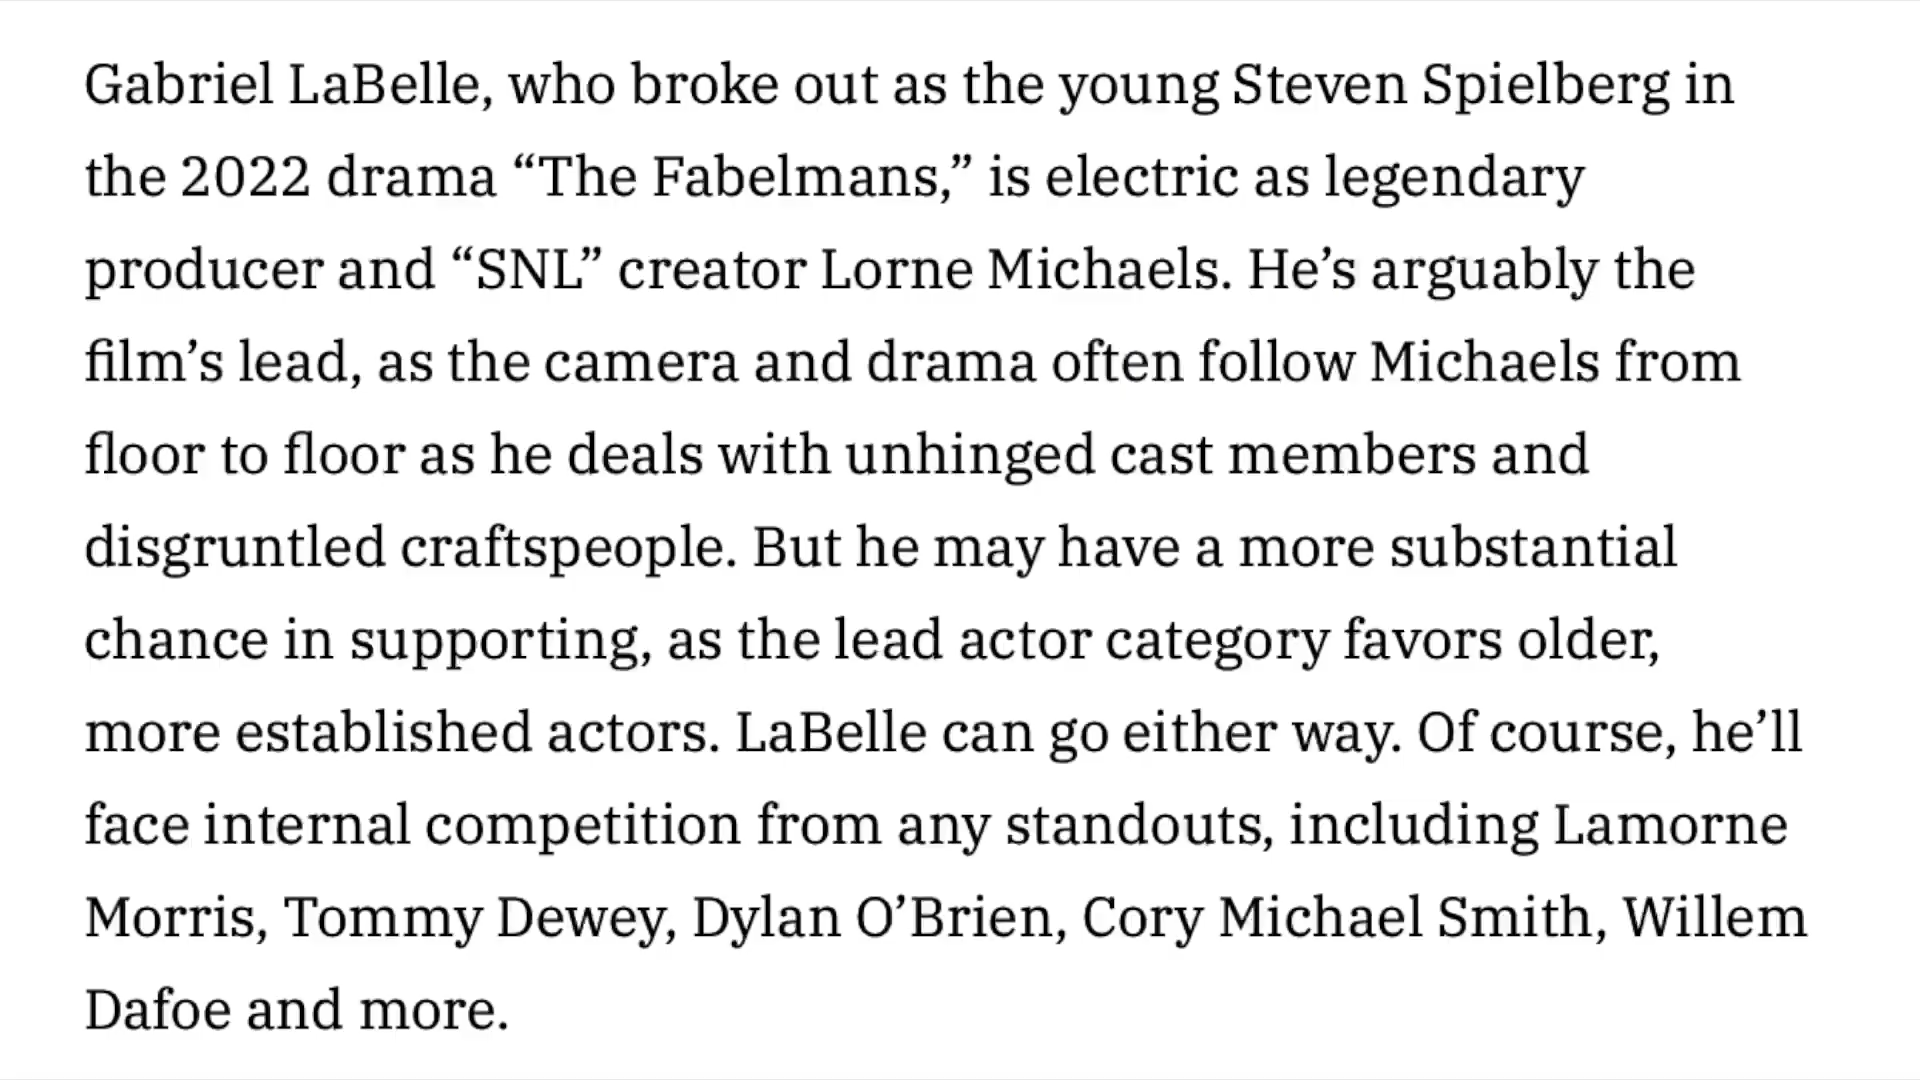 Gabriel LaBelle, who broke out as the young Steven Spielberg in
the 2022 drama “The Fabelmans,” is electric as legendary
producer and “SNL” creator Lorne Michaels. He’s arguably the
film’s lead, as the camera and drama often follow Michaels from
floor to floor as he deals with unhinged cast members and
disgruntled craftspeople. But he may have a more substantial
chance in supporting, as the lead actor category favors older,
more established actors. LaBelle can go either way. Of course, he’ll
face internal competition from any standouts, including Lamorne
Morris, Tommy Dewey, Dylan O’Brien, Cory Michael Smith, Willem
Dafoe and more.